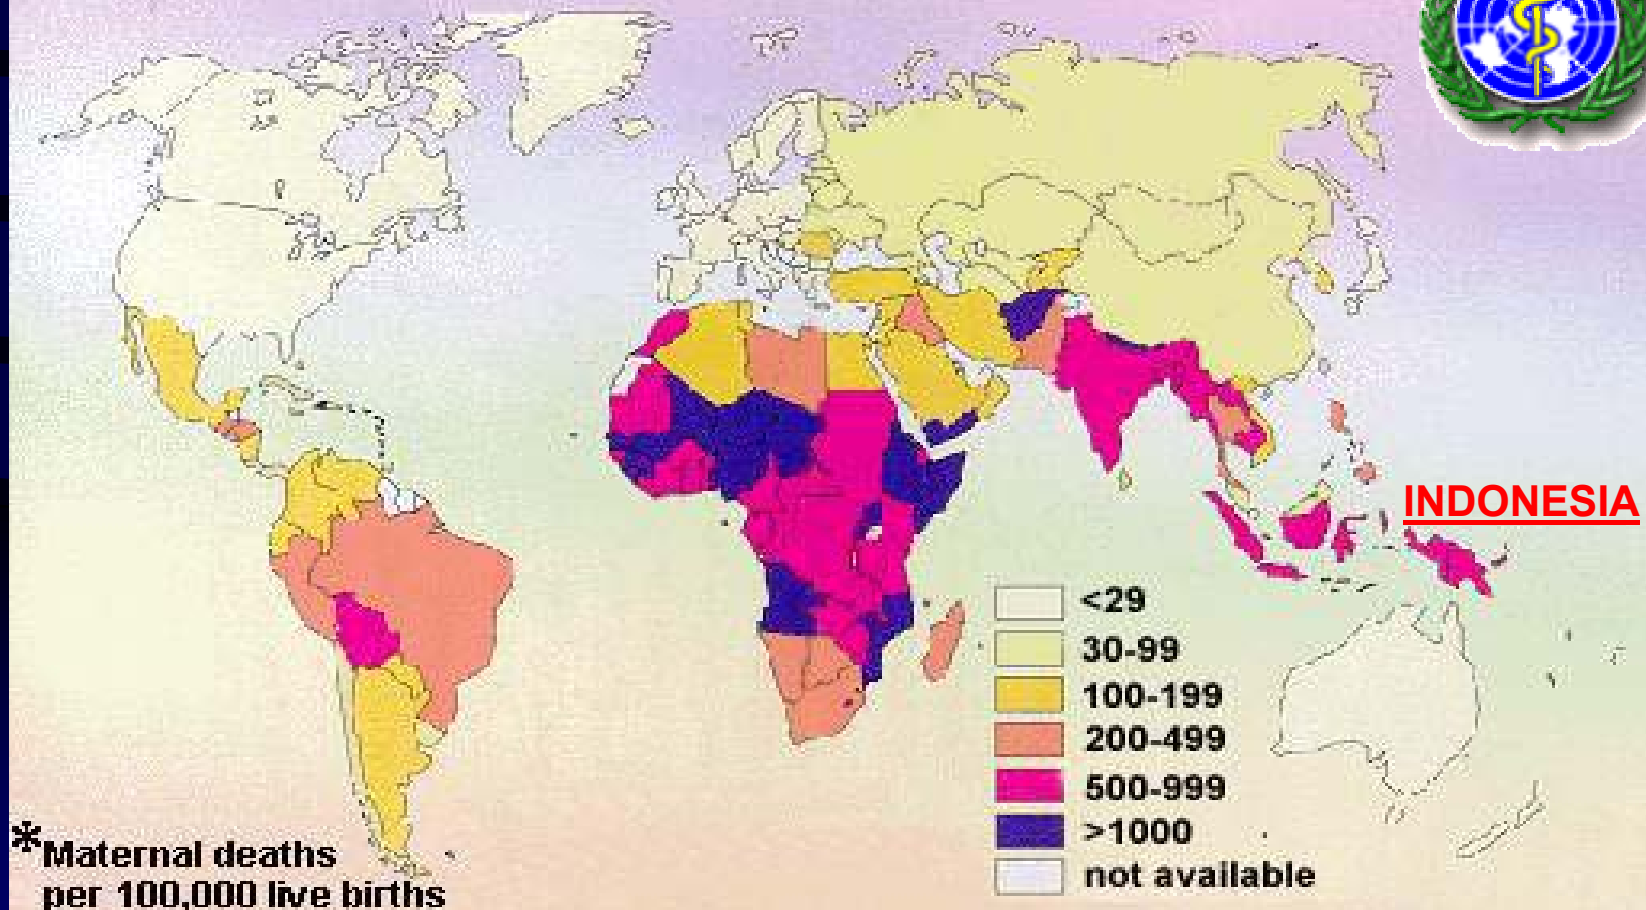 INDONESIA
<29
30-99
100-199
200-499
500-999
>1000
not available
*Maternal deaths
per 100,000 live births